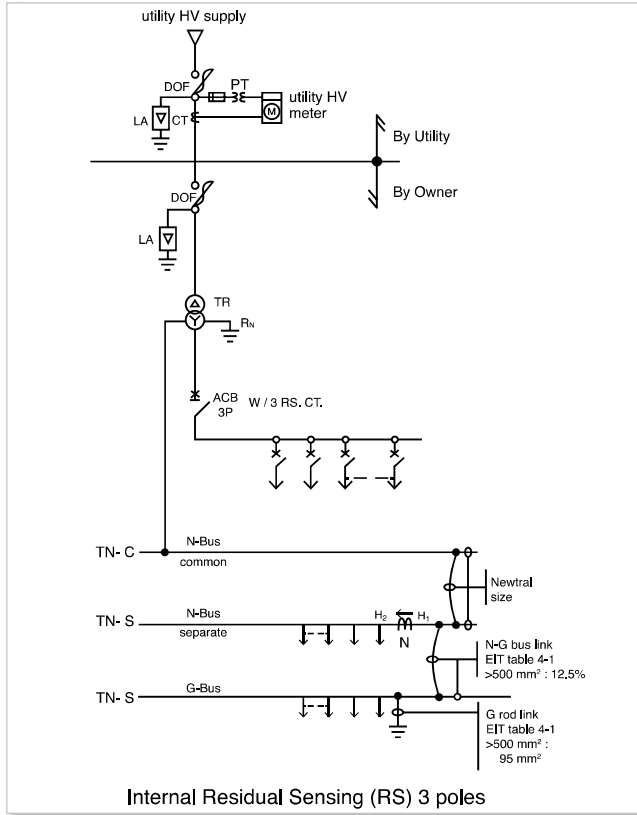 utility HV supply
DOF
PT
utility HV
meter
M
LA
CT
By Utility
By Owner
DOF
LA
TR
RN
ACB
3P
W / 3 RS. CT.
TN- C
N-Bus
common
Newtral
size
TN- S
N-Bus
separate
H2
H1
N
N-G bus link
EIT table 4-1
>500 mm² : 12.5%
TN- S
G-Bus
G rod link
EIT table 4-1
>500 mm² :
95 mm²
Internal Residual Sensing (RS) 3 poles